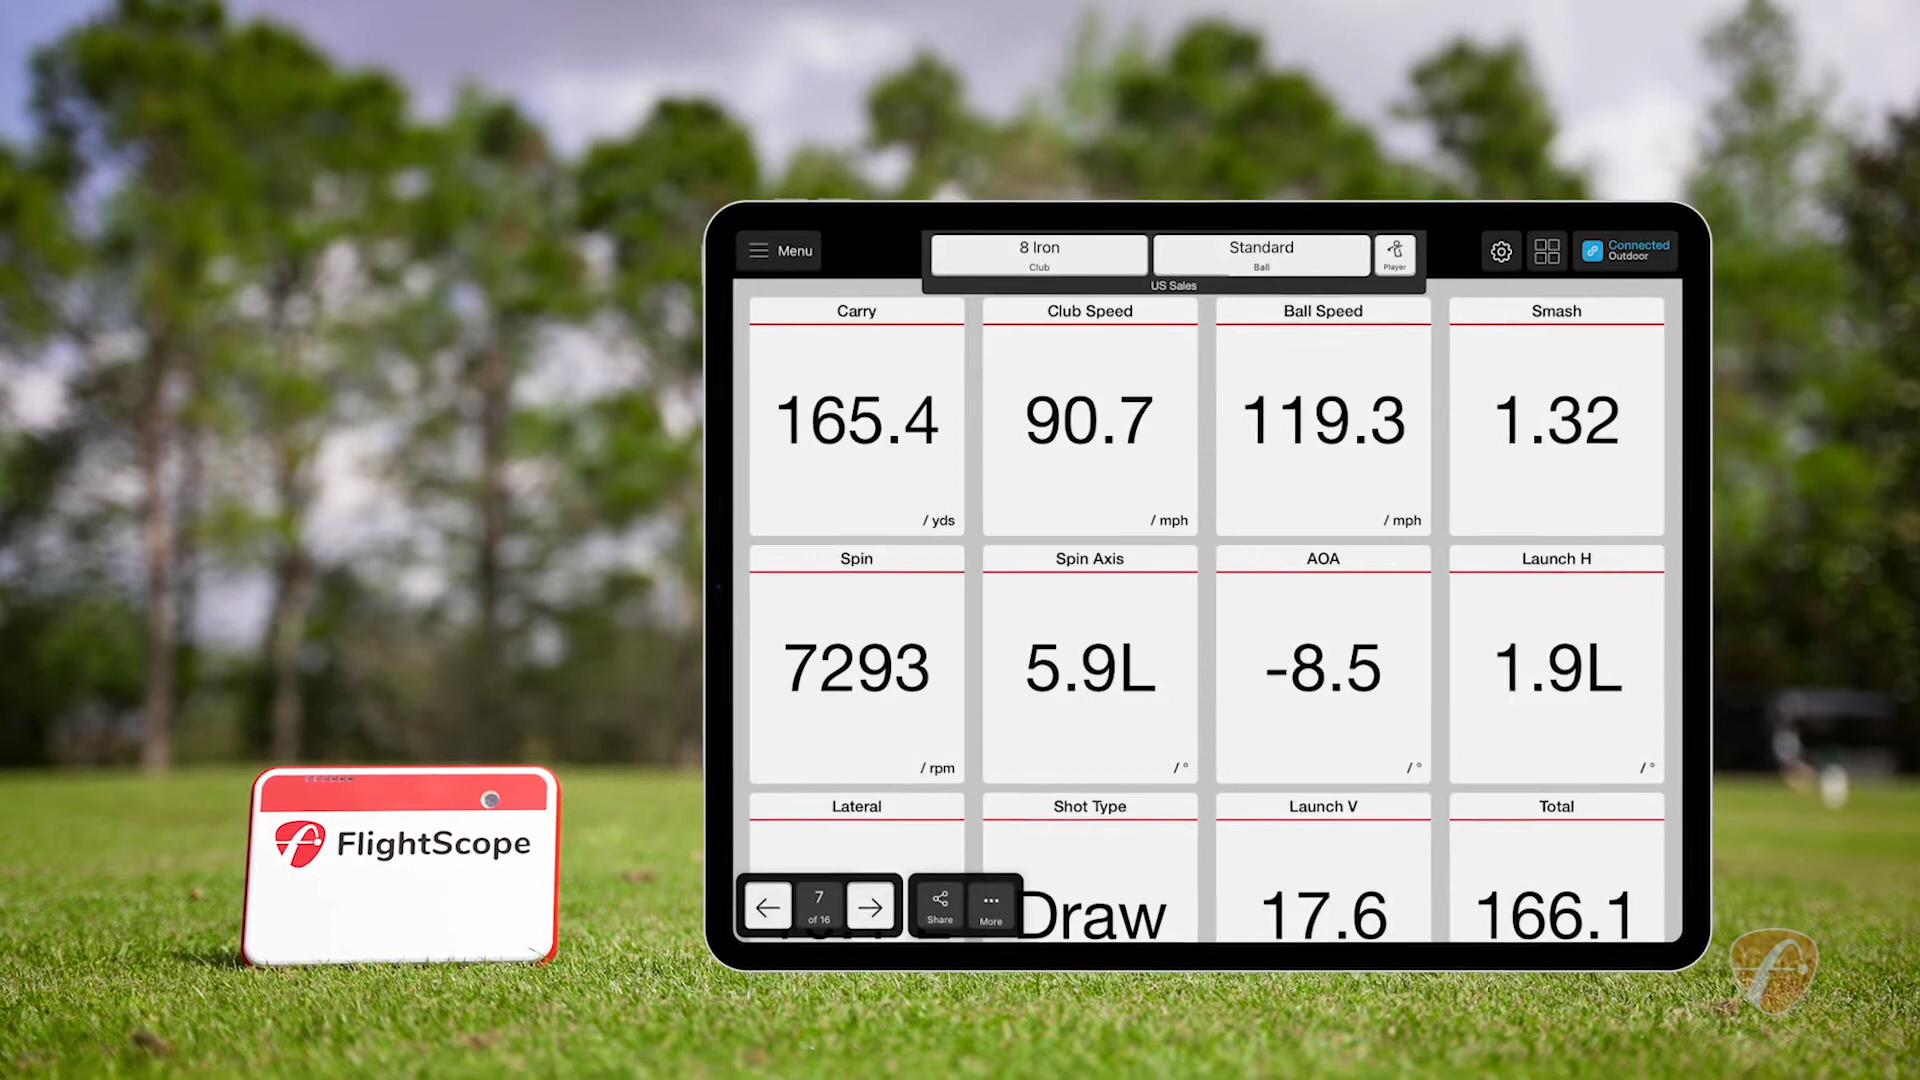 Menu
8 Iron
Club
Standard
Ball
Player
Connected
Outdoor
US Sales
Carry
165.4
/ yds
Club Speed
90.7
/ mph
Ball Speed
119.3
/ mph
Smash
1.32
Spin
7293
/ rpm
Spin Axis
5.9L
/ °
AOA
-8.5
/ °
Launch H
1.9L
/ °
Lateral
Shot Type
Draw
Launch V
17.6
Total
166.1
7
of 16
Share
More
FlightScope